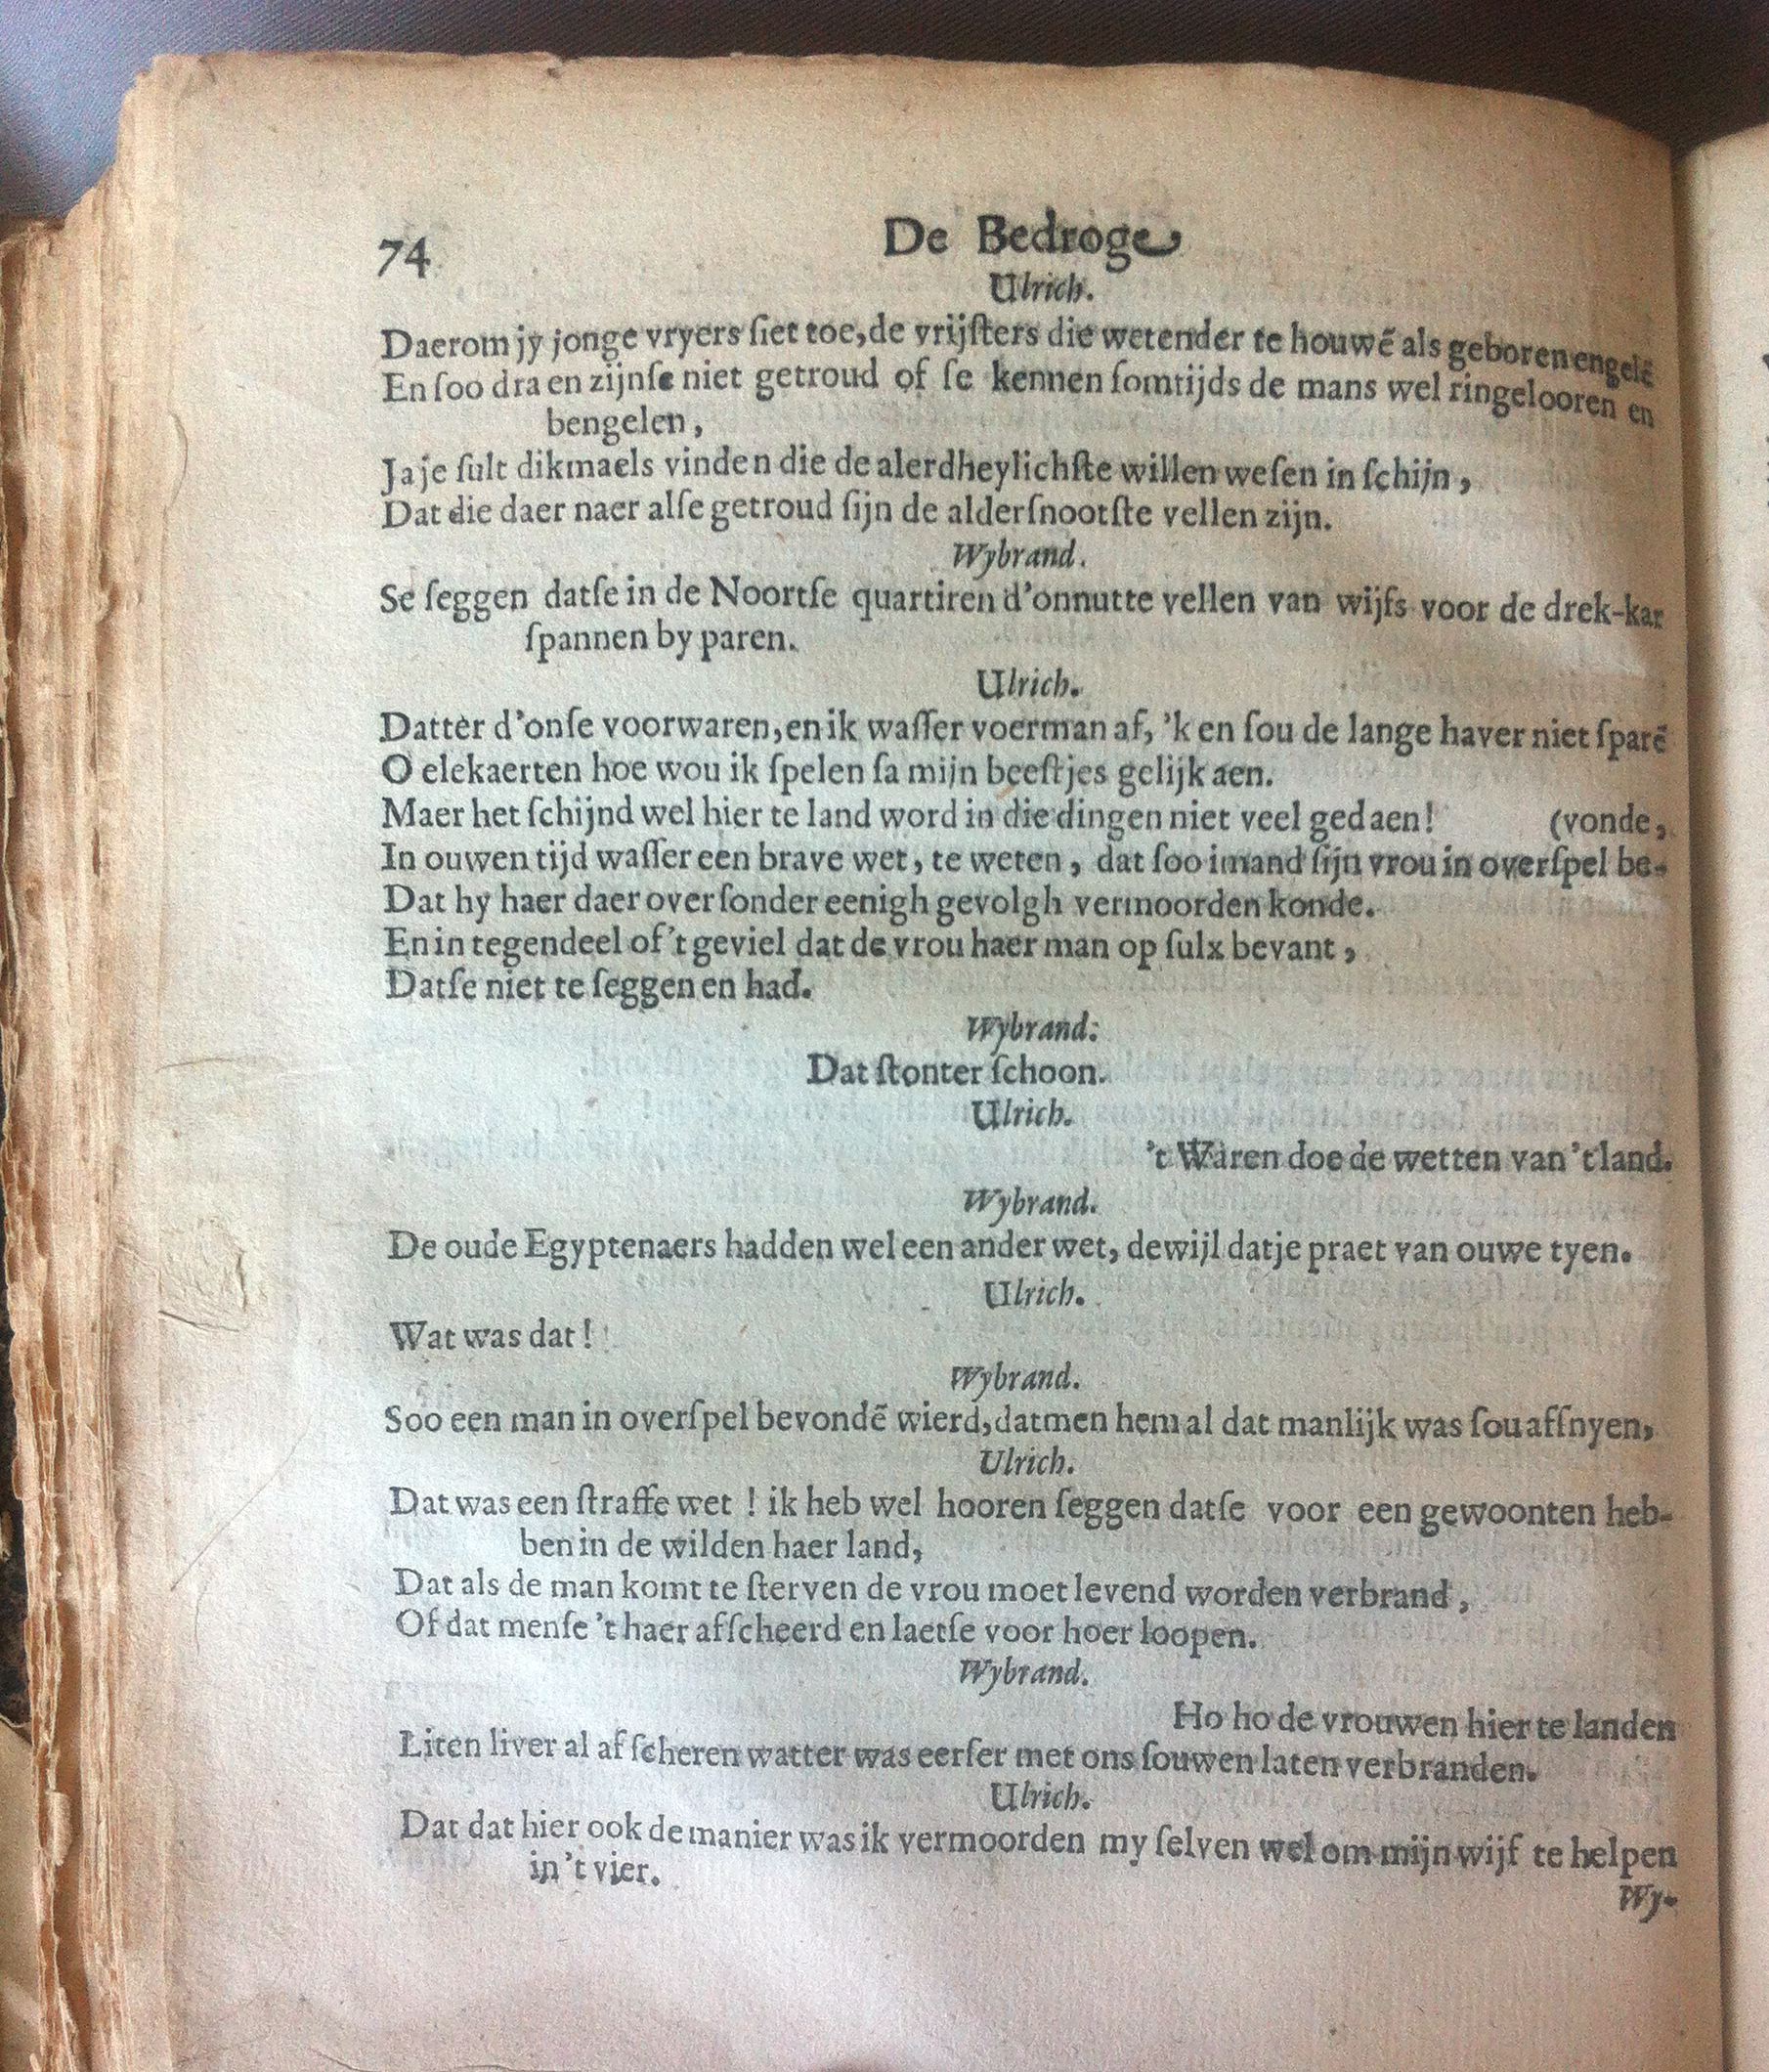 74 De Bedroge
Ulrich.
Daerom jy jonge vryers ſiet toe, de vrijſters die wetender te houwē als geboren engelē
En ſoo dra en zijnſe niet getroud of ſe kennen ſomtijds de mans wel ringelooren en
bengelen,
Ja je ſult dikmaels vinden die de alerdheylichſte willen weſen in ſchijn,
Dat die daer naer alſe getroud ſijn de alderſnootſte vellen zijn.
Wybrand.
Se ſeggen datſe in de Noortſe quartiren d'onnutte vellen van wijfs voor de drek-kar
ſpannen by paren.
Ulrich.
Datter d'onſe voorwaren, en ik waſſer voerman af, 'k en ſou de lange haver niet ſparē
O elekaerten hoe wou ik ſpelen ſa mijn beeſtjes gelijk aen.
Maer het ſchijnd wel hier te land word in die dingen niet veel gedaen! (vonde,
In ouwen tijd waſſer een brave wet, te weten, dat ſoo imand ſijn vrou in overſpel be-
Dat hy haer daer over ſonder eenigh gevolgh vermoorden konde.
En in tegendeel of 't geviel dat de vrou haer man op ſulx bevant,
Datſe niet te ſeggen en had.
Wybrand:
Dat ſtonter ſchoon.
Ulrich.
't Waren doe de wetten van 't land.
Wybrand.
De oude Egyptenaers hadden wel een ander wet, dewijl datje praet van ouwe tyen.
Ulrich.
Wat was dat!
Wybrand.
Soo een man in overſpel bevondē wierd, datmen hem al dat manlijk was ſou afſnyen,
Ulrich.
Dat was een ſtraffe wet ! ik heb wel hooren ſeggen datſe voor een gewoonten heb-
ben in de wilden haer land,
Dat als de man komt te ſterven de vrou moet levend worden verbrand,
Of dat menſe 't haer afſcheerd en laetſe voor hoer loopen.
Wybrand.
Ho ho de vrouwen hier te landen
Liten liver al af ſcheren watter was eerſer met ons ſouwen laten verbranden.
Ulrich.
Dat dat hier ook de manier was ik vermoorden my ſelven wel om mijn wijf te helpen
in 't vier.
Wy-